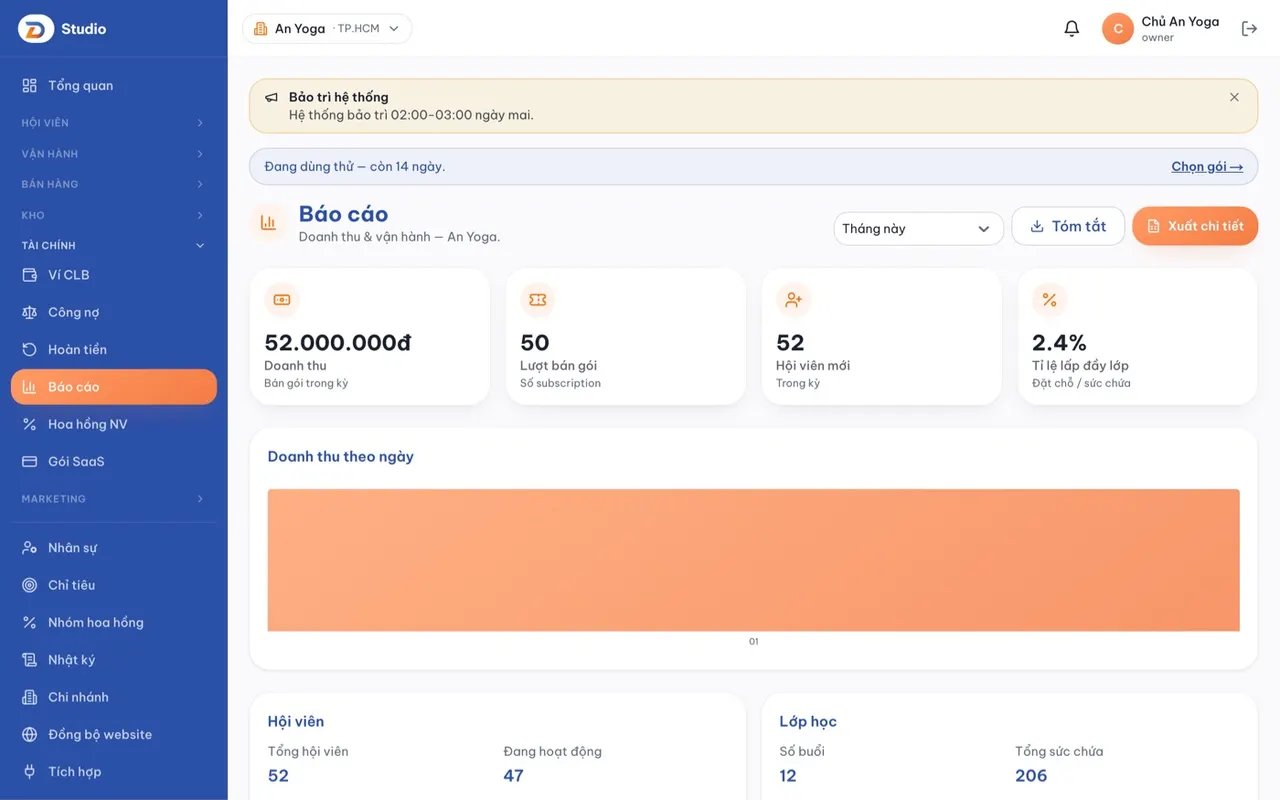 Studio
Tổng quan
HỘI VIÊN
VẬN HÀNH
BÁN HÀNG
KHO
TÀI CHÍNH
Ví CLB
Công nợ
Hoàn tiền
Báo cáo
Hoa hồng NV
Gói SaaS
MARKETING
Nhân sự
Chỉ tiêu
Nhóm hoa hồng
Nhật ký
Chi nhánh
Đồng bộ website
Tích hợp
An Yoga · TP.HCM
C
Chủ An Yoga
owner
Bảo trì hệ thống
Hệ thống bảo trì 02:00-03:00 ngày mai.
Đang dùng thử — còn 14 ngày.
Chọn gói →
Báo cáo
Doanh thu & vận hành — An Yoga.
Tháng này
Tóm tắt
Xuất chi tiết
52.000.000đ
Doanh thu
Bán gói trong kỳ
50
Lượt bán gói
Số subscription
52
Hội viên mới
Trong kỳ
2.4%
Tỉ lệ lấp đầy lớp
Đặt chỗ / sức chứa
Doanh thu theo ngày
01
Hội viên
Tổng hội viên
52
Đang hoạt động
47
Lớp học
Số buổi
12
Tổng sức chứa
206